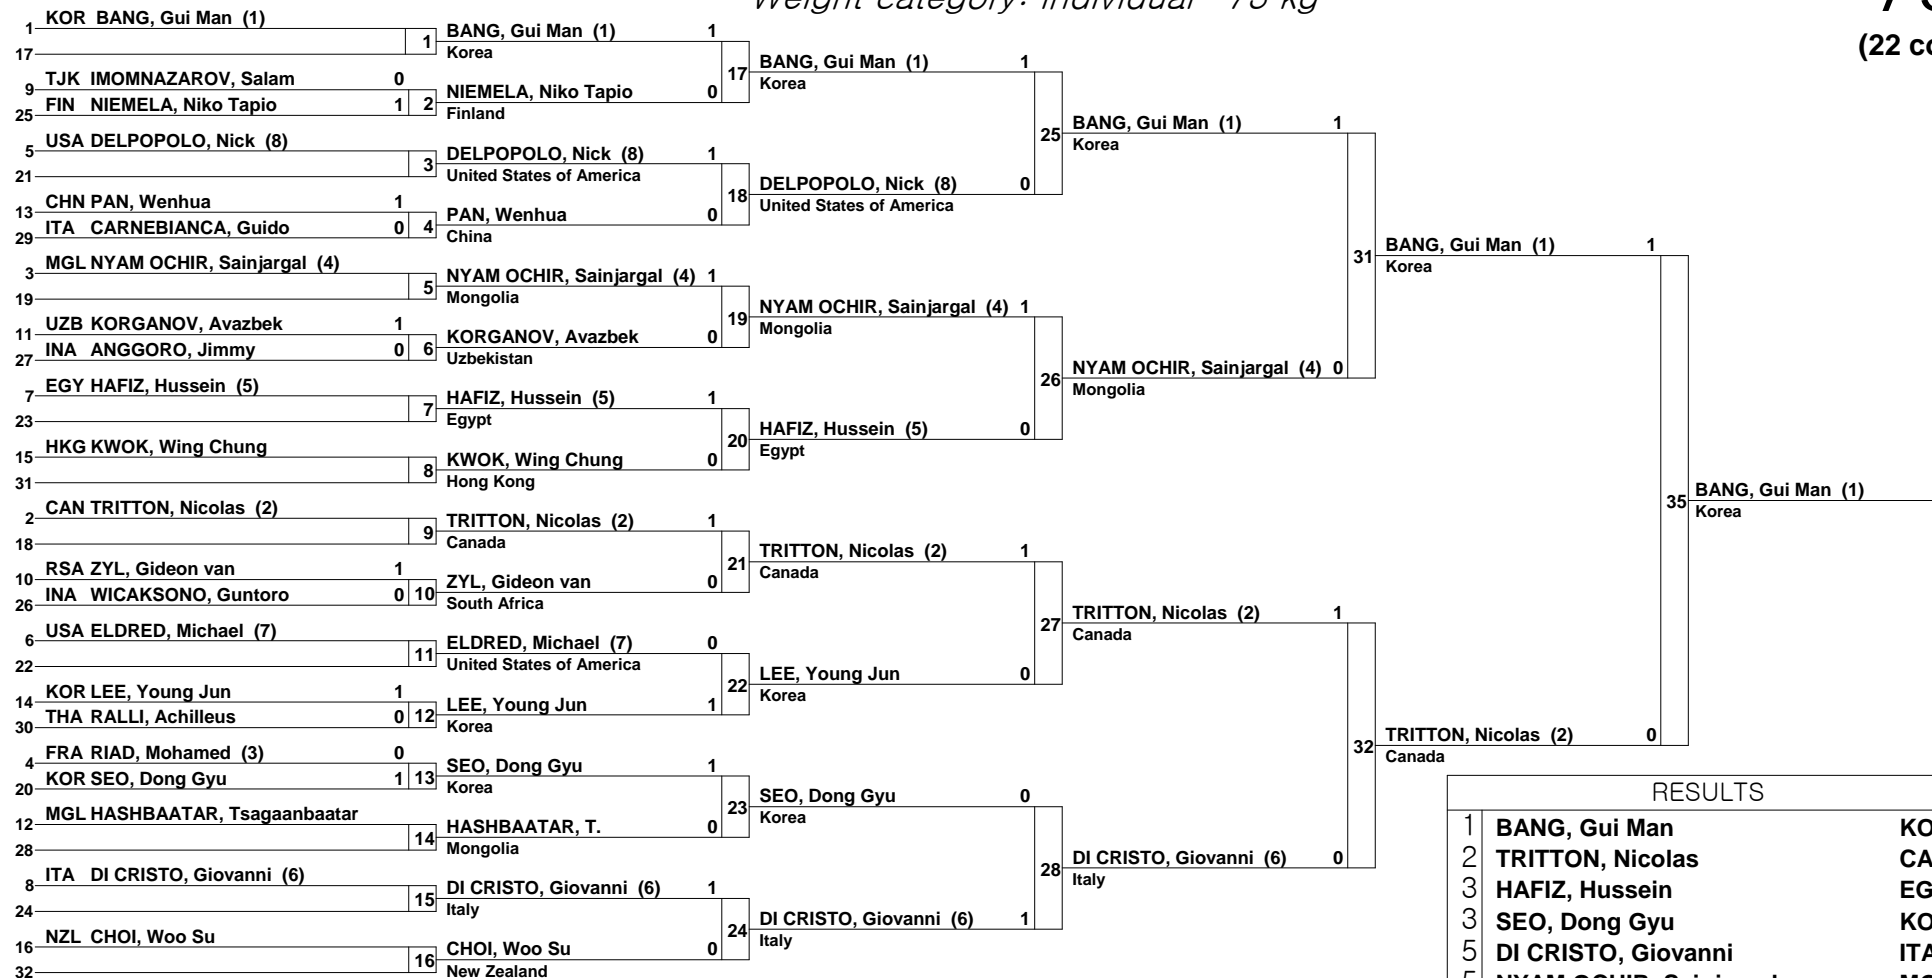 Weight category: Individual -73 kg
(22
1 KOR BANG, Gui Man (1)
17
1
9 TJK IMOMNAZAROV, Salam 0
25 FIN NIEMELA, Niko Tapio 1
2
5 USA DELPOPOLO, Nick (8)
21
3
13 CHN PAN, Wenhua 1
29 ITA CARNEBIANCA, Guido 0
4
3 MGL NYAM OCHIR, Sainjargal (4)
19
5
11 UZB KORGANOV, Avazbek 1
27 INA ANGGORO, Jimmy 0
6
7 EGY HAFIZ, Hussein (5)
23
7
15 HKG KWOK, Wing Chung
31
8
2 CAN TRITTON, Nicolas (2)
18
9
10 RSA ZYL, Gideon van 1
26 INA WICAKSONO, Guntoro 0
10
6 USA ELDRED, Michael (7)
22
11
14 KOR LEE, Young Jun 1
30 THA RALLI, Achilleus 0
12
4 FRA RIAD, Mohamed (3) 0
20 KOR SEO, Dong Gyu 1
13
12 MGL HASHBAATAR, Tsagaanbaatar
28
14
8 ITA DI CRISTO, Giovanni (6)
24
15
16 NZL CHOI, Woo Su
32
16
BANG, Gui Man (1) 1
Korea
17
NIEMELA, Niko Tapio 0
Finland
DELPOPOLO, Nick (8) 1
United States of America
18
PAN, Wenhua 0
China
NYAM OCHIR, Sainjargal (4) 1
Mongolia
19
KORGANOV, Avazbek 0
Uzbekistan
HAFIZ, Hussein (5) 1
Egypt
20
KWOK, Wing Chung 0
Hong Kong
TRITTON, Nicolas (2) 1
Canada
21
ZYL, Gideon van 0
South Africa
ELDRED, Michael (7) 0
United States of America
22
LEE, Young Jun 1
Korea
SEO, Dong Gyu 1
Korea
23
HASHBAATAR, T. 0
Mongolia
DI CRISTO, Giovanni (6) 1
Italy
24
CHOI, Woo Su 0
New Zealand
BANG, Gui Man (1) 1
Korea
25
DELPOPOLO, Nick (8) 0
United States of America
NYAM OCHIR, Sainjargal (4) 1
Mongolia
26
HAFIZ, Hussein (5) 0
Egypt
TRITTON, Nicolas (2) 1
Canada
27
LEE, Young Jun 0
Korea
SEO, Dong Gyu 0
Korea
28
DI CRISTO, Giovanni (6) 1
Italy
BANG, Gui Man (1) 1
Korea
31
NYAM OCHIR, Sainjargal (4) 0
Mongolia
TRITTON, Nicolas (2) 1
Canada
32
DI CRISTO, Giovanni (6) 0
Italy
BANG, Gui Man (1) 1
Korea
35
TRITTON, Nicolas (2) 0
Canada
BANG, Gui Man (1)
Korea
RESULTS
1 BANG, Gui Man KO
2 TRITTON, Nicolas CA
3 HAFIZ, Hussein EG
3 SEO, Dong Gyu KO
5 DI CRISTO, Giovanni ITA